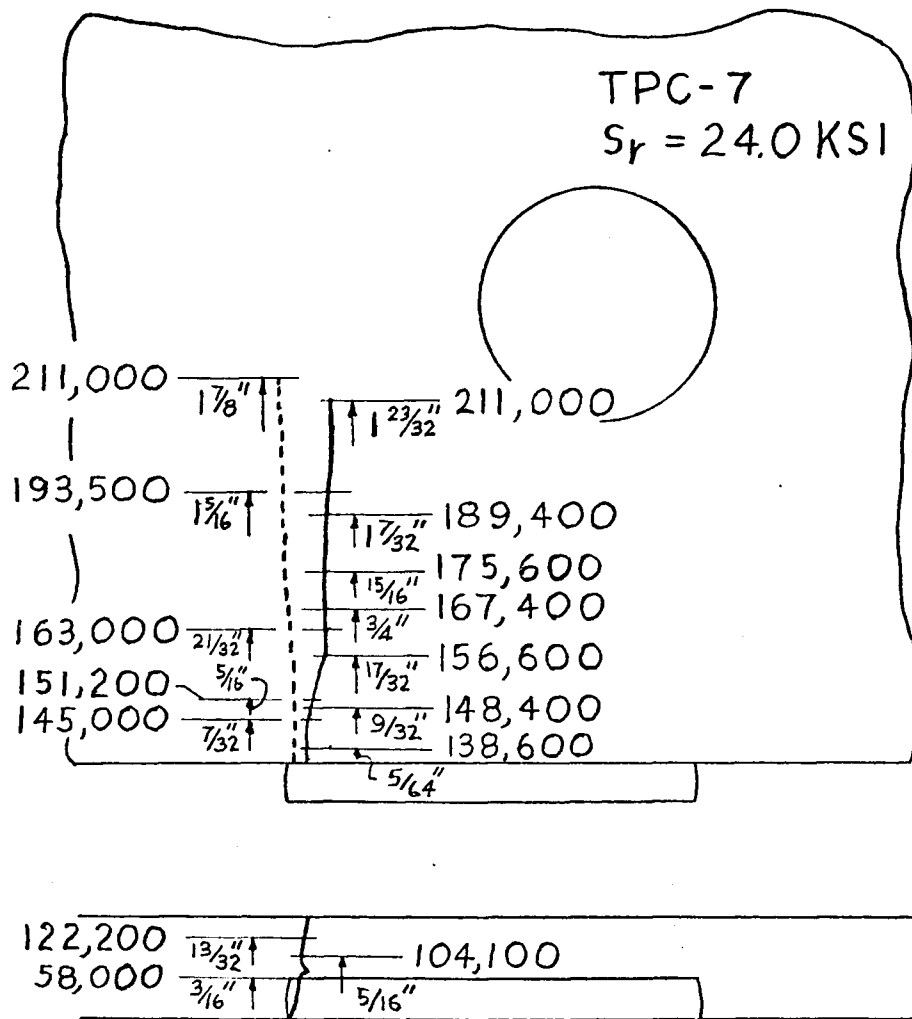 TPC-7
Sr = 24.0 KSI
211,000 1 7/8"
1 23/32" 211,000
193,500 1 5/16"
1 7/32" 189,400
15/16" 175,600
3/4" 167,400
163,000 21/32"
17/32" 156,600
151,200 5/16"
9/32" 148,400
145,000 7/32"
138,600
5/64"
122,200 13/32"
104,100
58,000 3/16"
5/16"